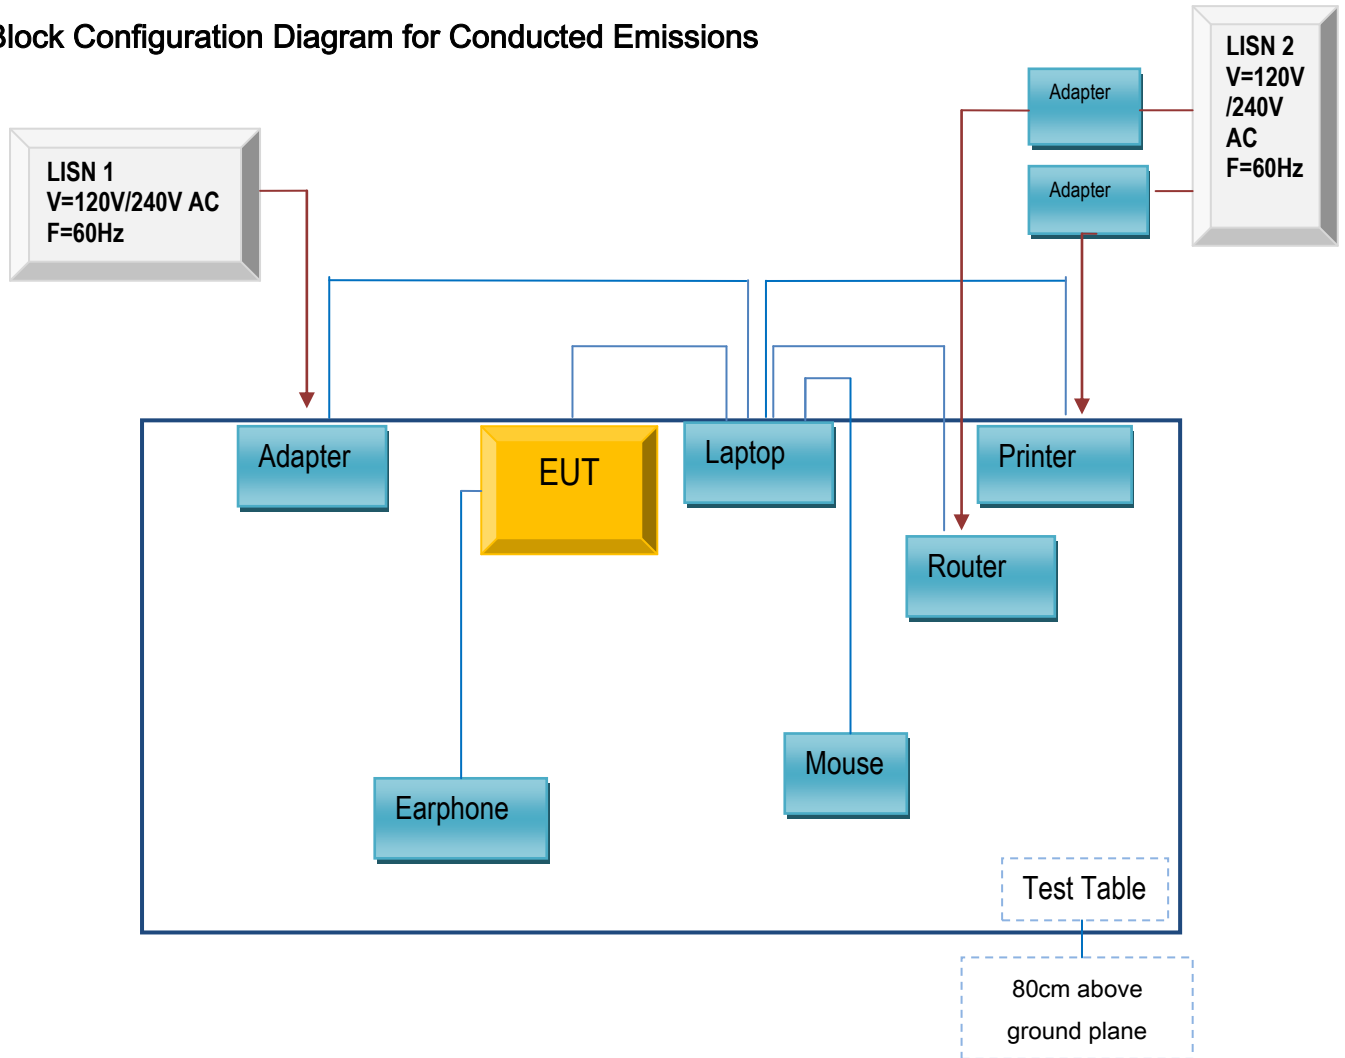 Block Configuration Diagram for Conducted Emissions
LISN 2
V=120V
/240V
AC
F=60Hz
Adapter
Adapter
LISN 1
V=120V/240V AC
F=60Hz
Adapter
EUT
Laptop
Printer
Router
Mouse
Earphone
Test Table
80cm above
ground plane